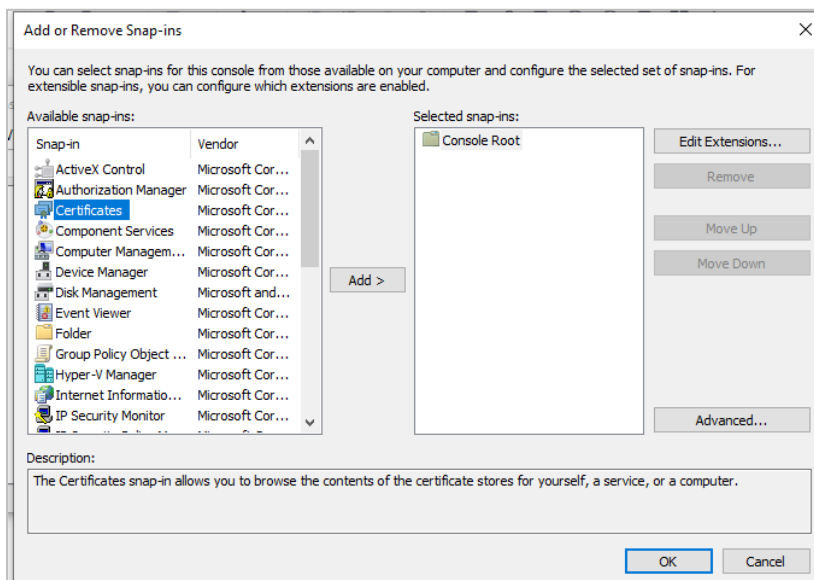 Add or Remove Snap-ins
You can select snap-ins for this console from those available on your computer and configure the selected set of snap-ins. For
extensible snap-ins, you can configure which extensions are enabled.
Available snap-ins:
Selected snap-ins:
Snap-in Vendor
ActiveX Control Microsoft Cor...
Authorization Manager Microsoft Cor...
Certificates Microsoft Cor...
Component Services Microsoft Cor...
Computer Managem... Microsoft Cor...
Device Manager Microsoft Cor...
Disk Management Microsoft and...
Event Viewer Microsoft Cor...
Folder Microsoft Cor...
Group Policy Object ... Microsoft Cor...
Hyper-V Manager Microsoft Cor...
Internet Informatio... Microsoft Cor...
IP Security Monitor Microsoft Cor...
Add >
Console Root
Edit Extensions...
Remove
Move Up
Move Down
Advanced...
Description:
The Certificates snap-in allows you to browse the contents of the certificate stores for yourself, a service, or a computer.
OK
Cancel